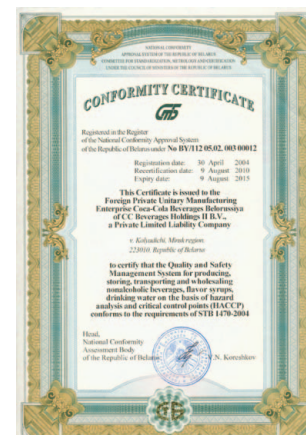 NATIONAL CONFORMITY
APPROVAL SYSTEM OF THE REPUBLIC OF BELARUS
COMMITTEE FOR STANDARDIZATION, METROLOGY AND CERTIFICATION
UNDER THE COUNCIL OF MINISTERS OF THE REPUBLIC OF BELARUS
CONFORMITY CERTIFICATE
Registered in the Register
of the National Conformity Approval System
of the Republic of Belarus under No BY/112 05.02. 003 00012
Registration date: 30 April 2004
Recertification date: 9 August 2010
Expiry date: 9 August 2015
This Certificate is issued to the
Foreign Private Unitary Manufacturing
Enterprise Coca-Cola Beverages Belorussiya
of CC Beverages Holdings II B.V.,
a Private Limited Liability Company
v. Kolyadichi, Minsk region,
223010, Republic of Belarus
to certify that the Quality and Safety
Management System for producing,
storing, transporting and wholesaling
nonalcoholic beverages, flavor syrups,
drinking water on the basis of hazard
analysis and critical control points (HACCP)
conforms to the requirements of STB 1470-2004
Head,
National Conformity
Assessment Body
of the Republic of Belarus V.N. Koreshkov